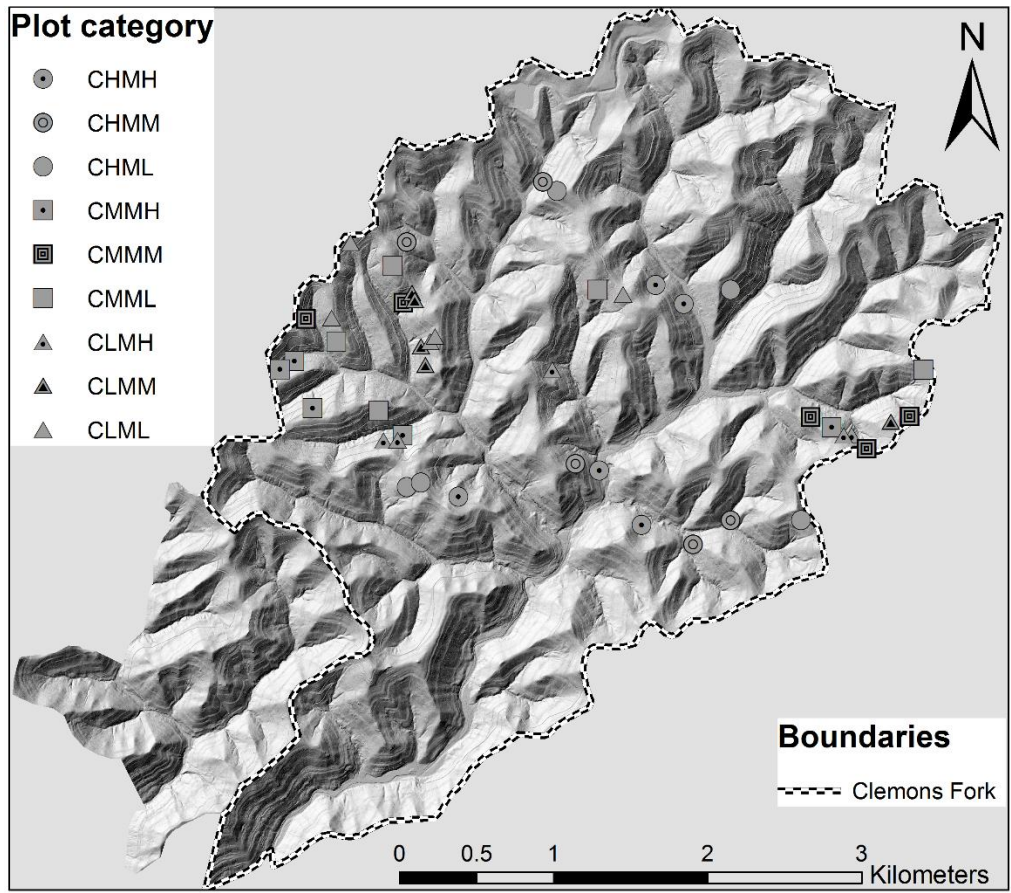 Plot category
CHMH
CHMM
CHML
CMMH
CMMM
CMML
CLMH
CLMM
CLML
N
Boundaries
Clemons Fork
0 0.5 1 2 3
Kilometers